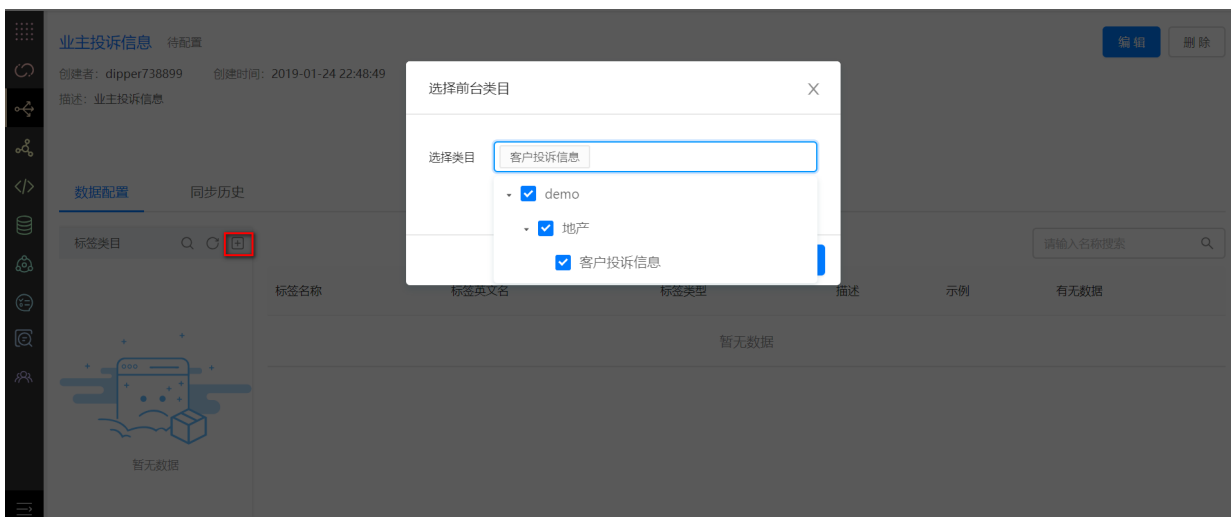 业主投诉信息 待配置
编辑 删除
创建者：dipper738899 创建时间：2019-01-24 22:48:49
描述：业主投诉信息
选择前台类目
选择类目 客户投诉信息
demo
地产
客户投诉信息
数据配置 同步历史
标签类目
请输入名称搜索
标签名称 标签英文名 标签类型 描述 示例 有无数据
暂无数据
暂无数据